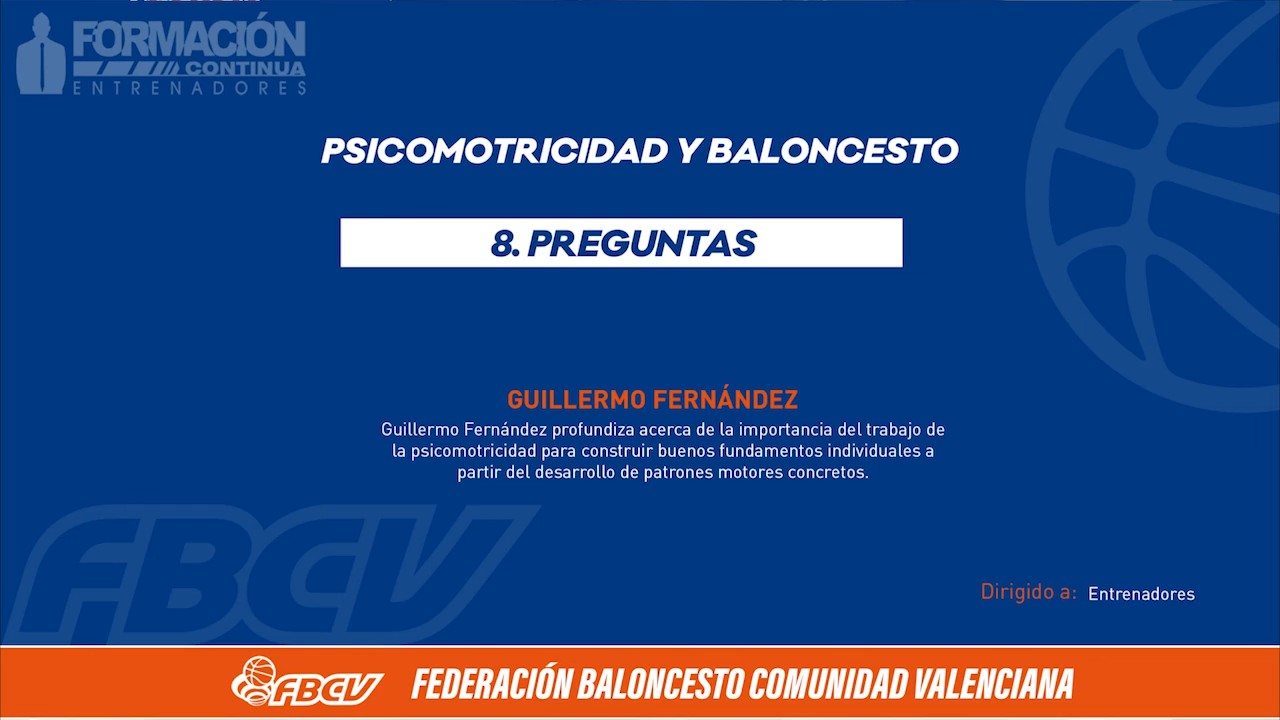 FORMACIÓN
CONTINUA
ENTRENADORES
PSICOMOTRICIDAD Y BALONCESTO
8. PREGUNTAS
GUILLERMO FERNÁNDEZ
Guillermo Fernández profundiza acerca de la importancia del trabajo de
la psicomotricidad para construir buenos fundamentos individuales a
partir del desarrollo de patrones motores concretos.
FBCV
Dirigido a: Entrenadores
FBCV FEDERACIÓN BALONCESTO COMUNIDAD VALENCIANA